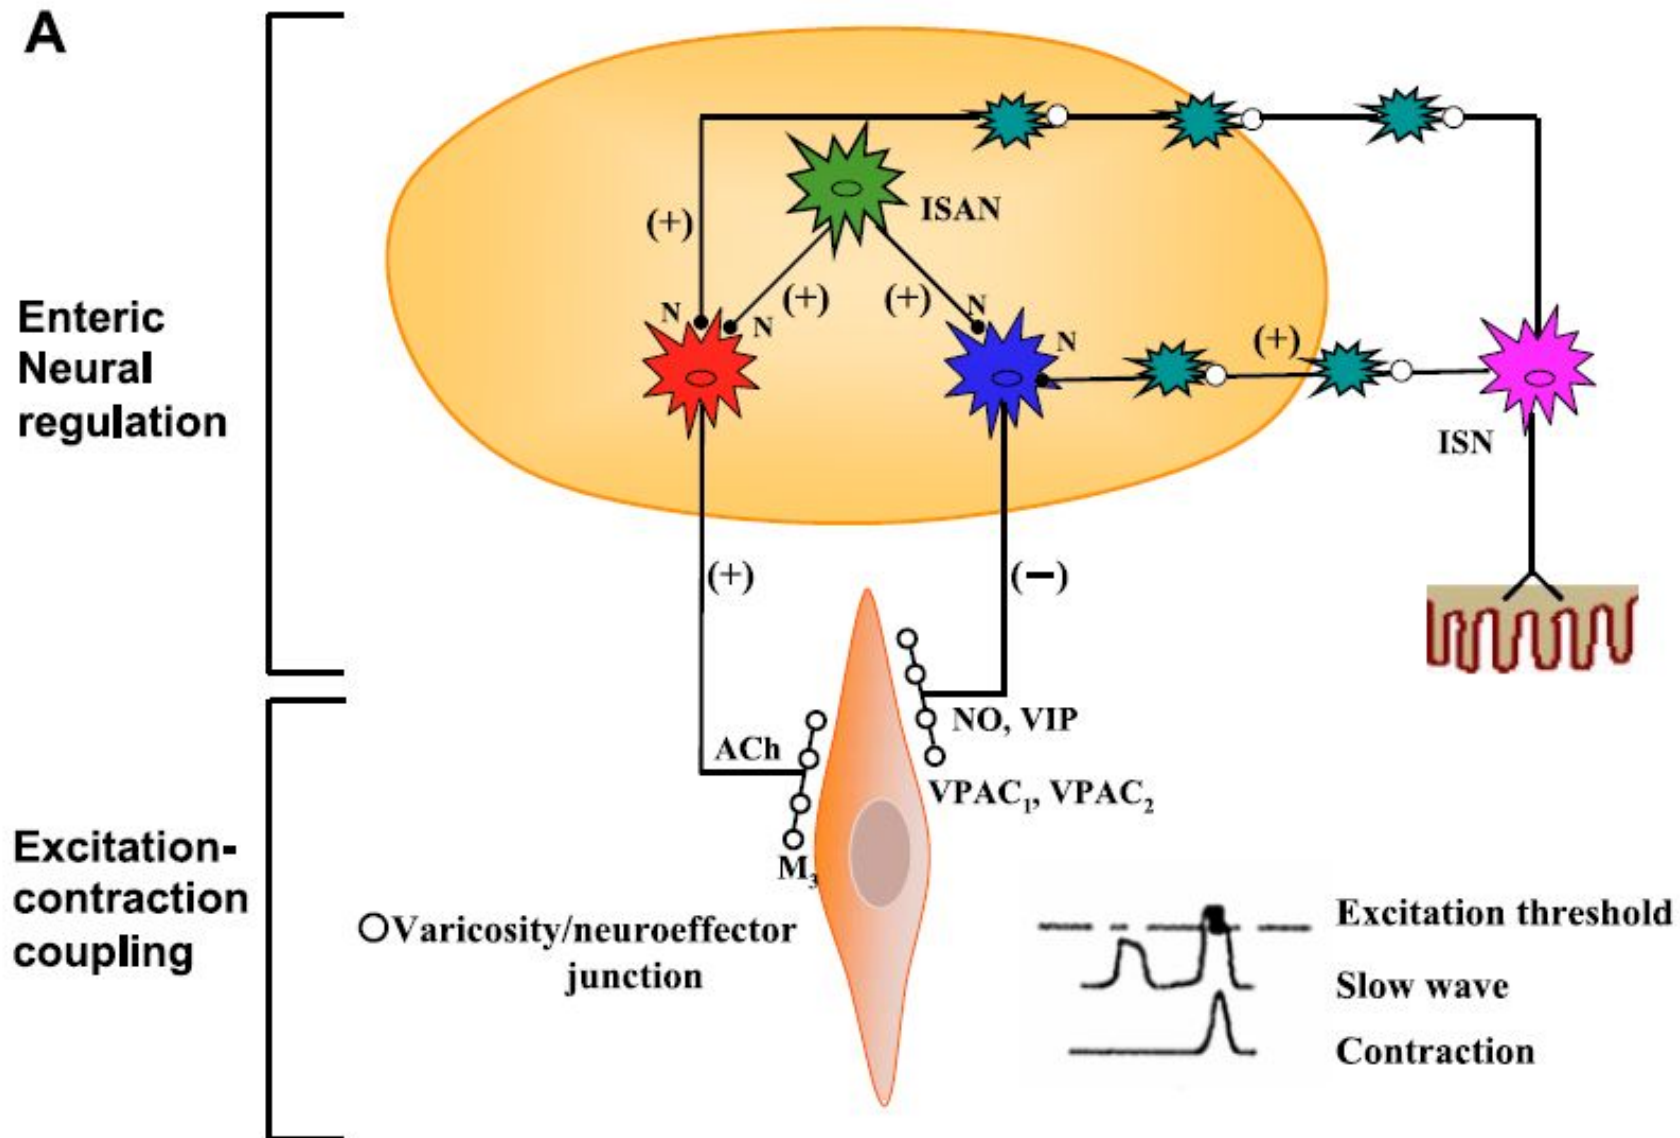 A
Enteric
Neural
regulation
(+)
ISAN
(+)
(+)
N
N
N
N
(+)
ISN
(+)
(−)
ACh
NO, VIP
VPAC₁, VPAC₂
M₃
Excitation-
contraction
coupling
Varicosity/neuroeffector
junction
Excitation threshold
Slow wave
Contraction